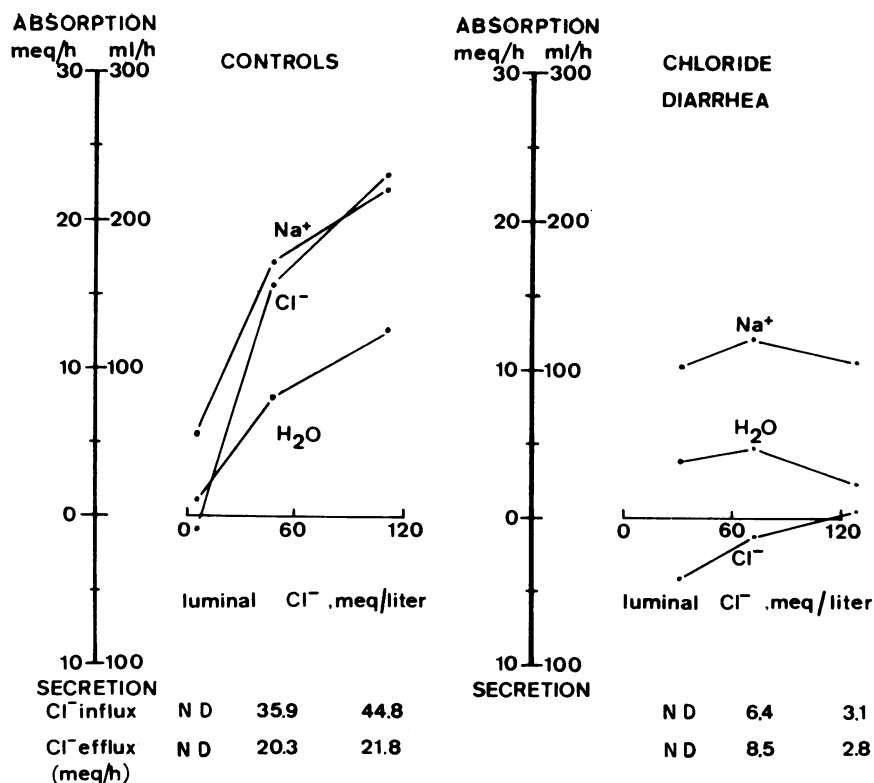 ABSORPTION
meq/h ml/h
CONTROLS
30 300
20 200
10 100
0
10 100
Na+
Cl−
H2O
0 60 120
luminal Cl− , meq/liter
SECRETION
Cl− influx N D 35.9 44.8
Cl− efflux N D 20.3 21.8
(meq/h)
ABSORPTION
meq/h ml/h
CHLORIDE
DIARRHEA
30 300
20 200
10 100
0
10 100
Na+
H2O
Cl−
0 60 120
luminal Cl− , meq/liter
SECRETION
N D 6.4 3.1
N D 8.5 2.8